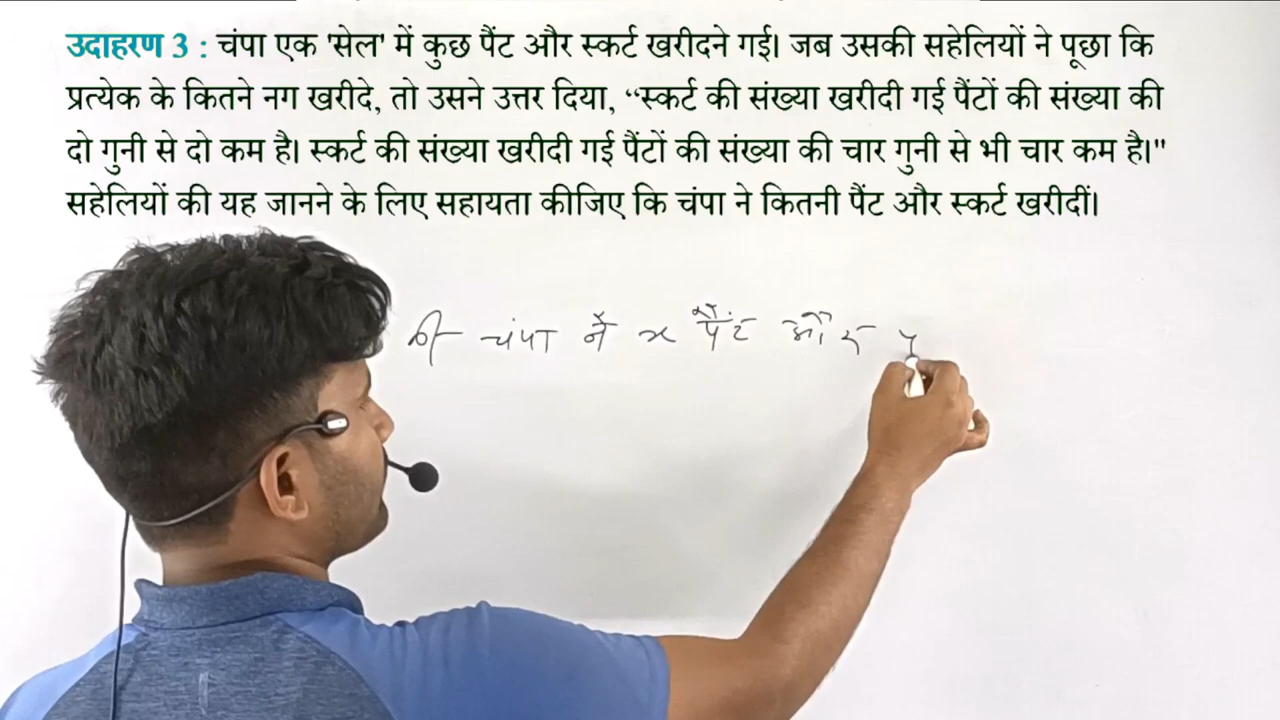 उदाहरण 3 : चंपा एक 'सेल' में कुछ पैंट और स्कर्ट खरीदने गई। जब उसकी सहेलियों ने पूछा कि
प्रत्येक के कितने नग खरीदे, तो उसने उत्तर दिया, “स्कर्ट की संख्या खरीदी गई पैंटों की संख्या की
दो गुनी से दो कम है। स्कर्ट की संख्या खरीदी गई पैंटों की संख्या की चार गुनी से भी चार कम है।"
सहेलियों की यह जानने के लिए सहायता कीजिए कि चंपा ने कितनी पैंट और स्कर्ट खरीदीं।
चंपा ने x पैंट और